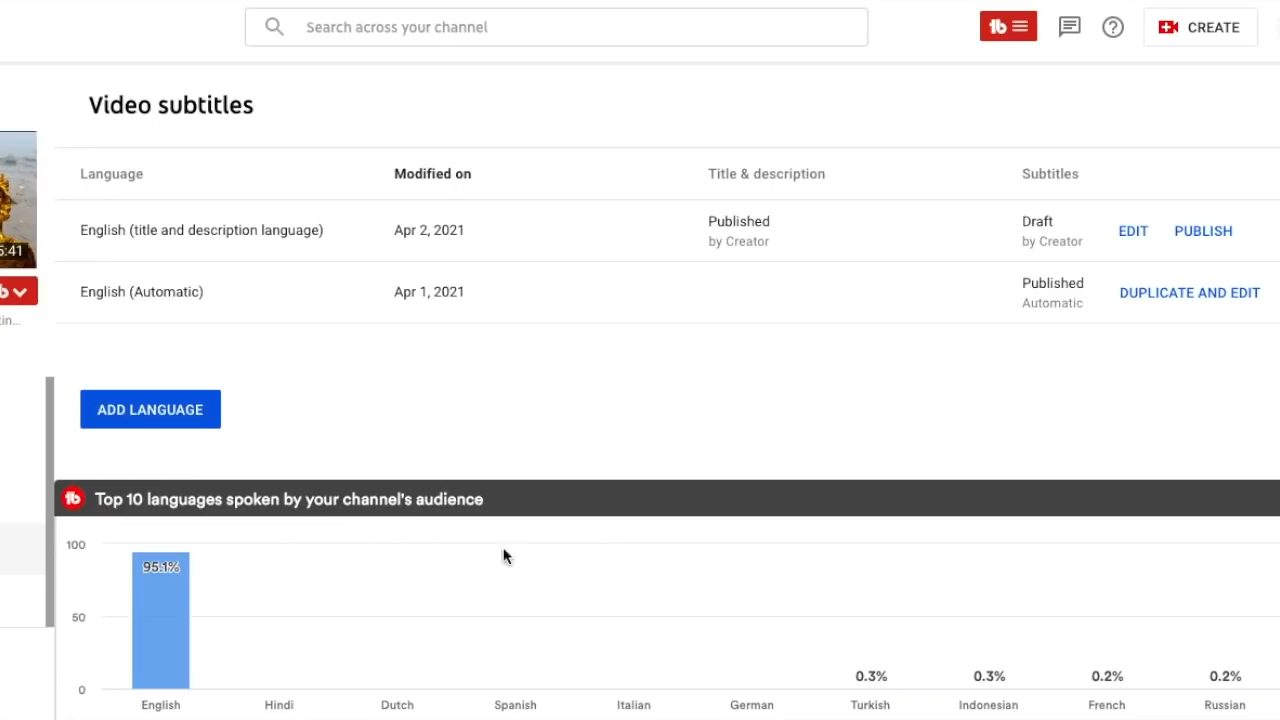 Search across your channel
CREATE
Video subtitles
Language Modified on Title & description Subtitles
English (title and description language) Apr 2, 2021 Published Draft EDIT PUBLISH
by Creator by Creator
5:41
English (Automatic) Apr 1, 2021 Published DUPLICATE AND EDIT
Automatic
tin...
ADD LANGUAGE
Top 10 languages spoken by your channel's audience
100
95.1%
50
0
0.3% 0.3% 0.2% 0.2%
English Hindi Dutch Spanish Italian German Turkish Indonesian French Russian